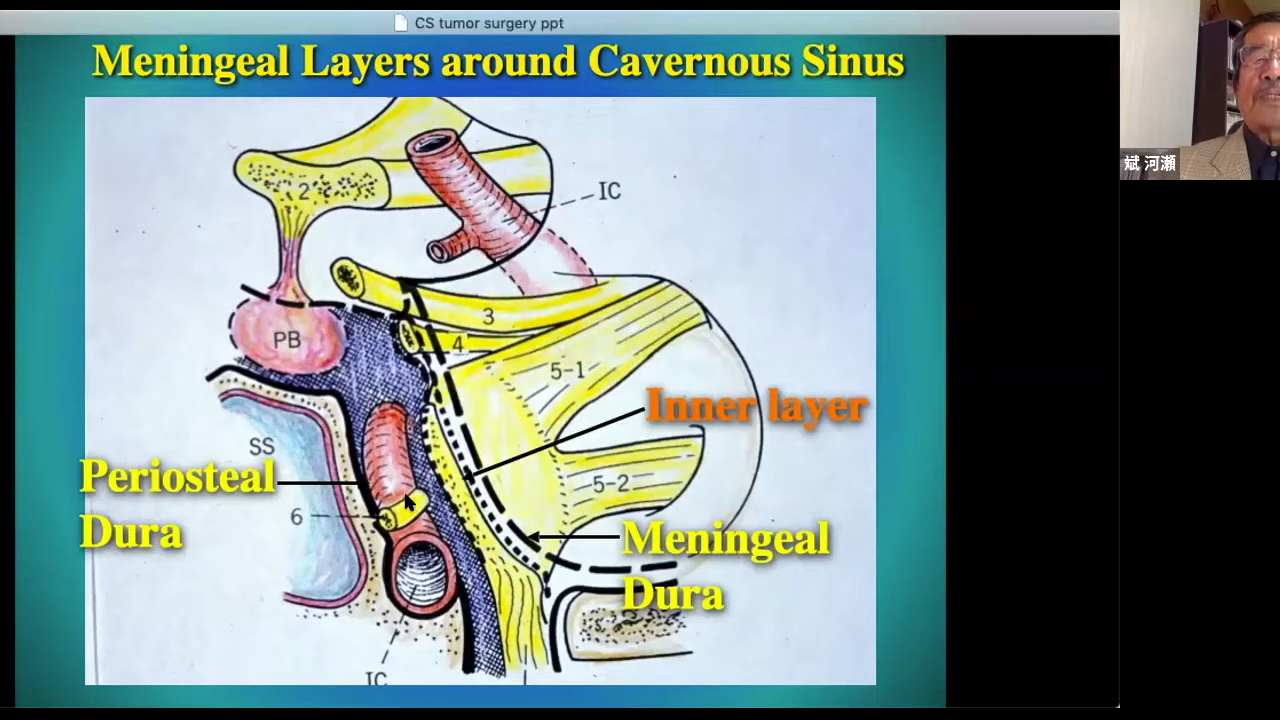 CS tumor surgery ppt
Meningeal Layers around Cavernous Sinus
斌 河瀬
2
IC
PB
3
4
5-1
Inner layer
SS
Periosteal
Dura
5-2
6
Meningeal
Dura
IC